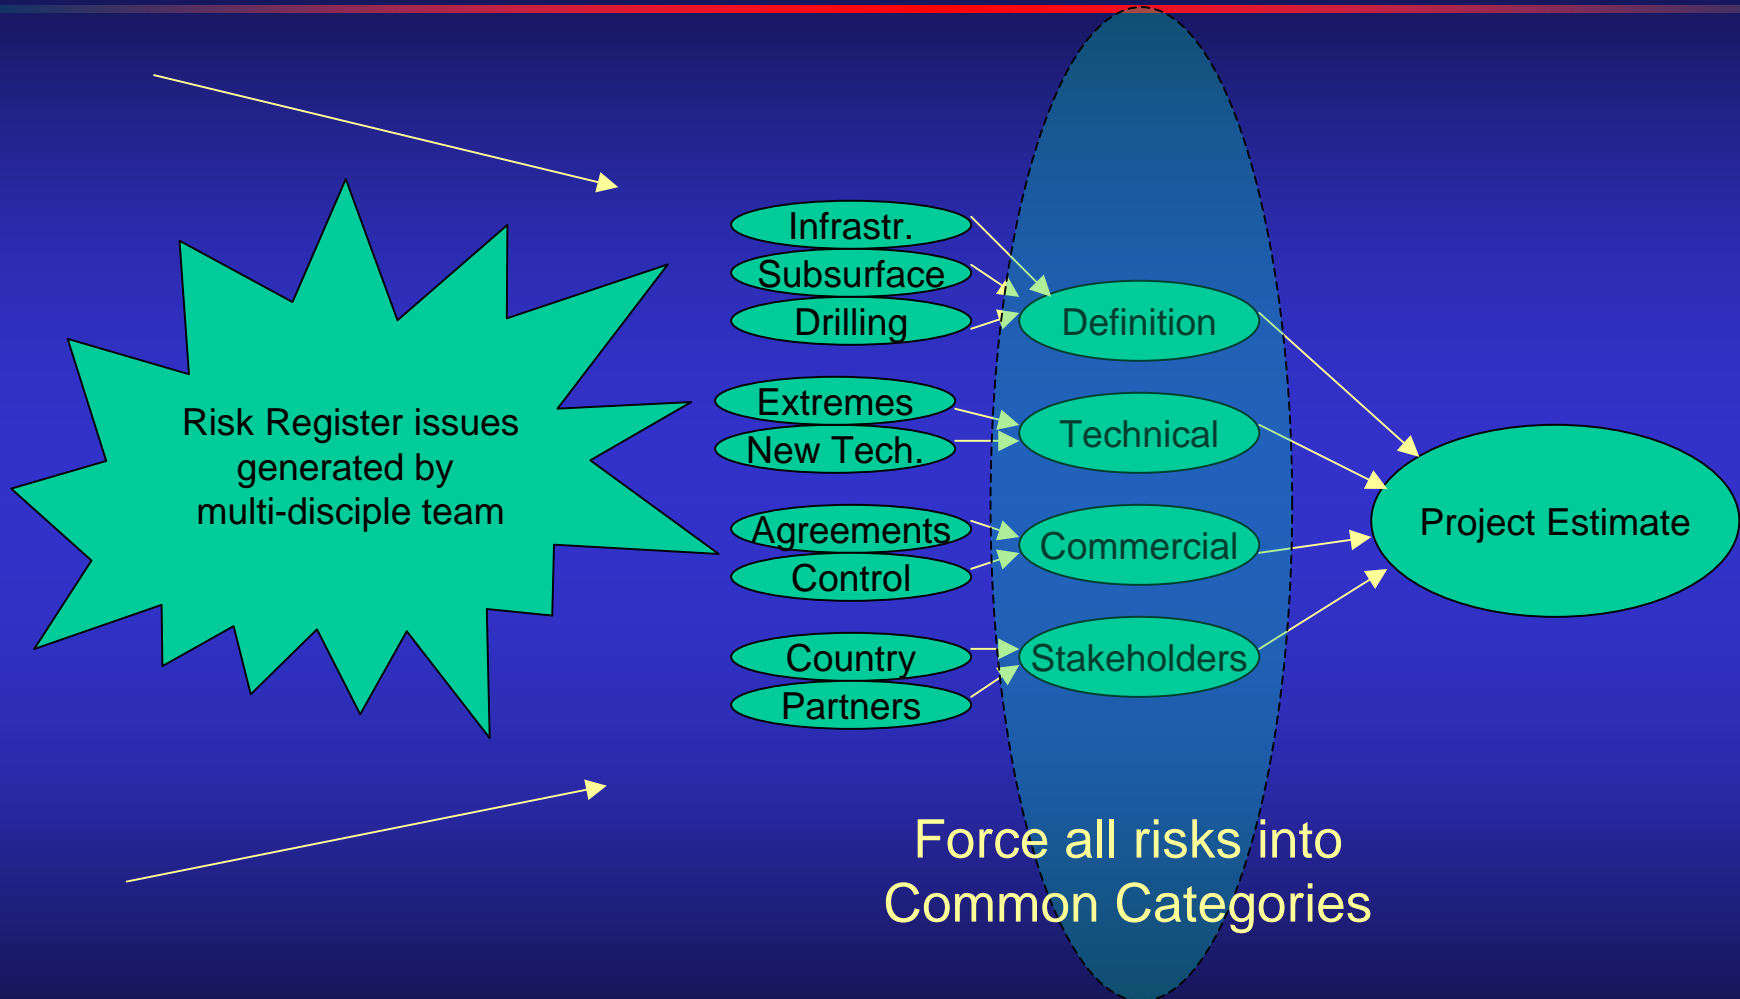 Risk Register issues
generated by
multi-disciple team
Infrastr.
Subsurface
Drilling
Extremes
New Tech.
Agreements
Control
Country
Partners
Definition
Technical
Commercial
Stakeholders
Project Estimate
Force all risks into
Common Categories